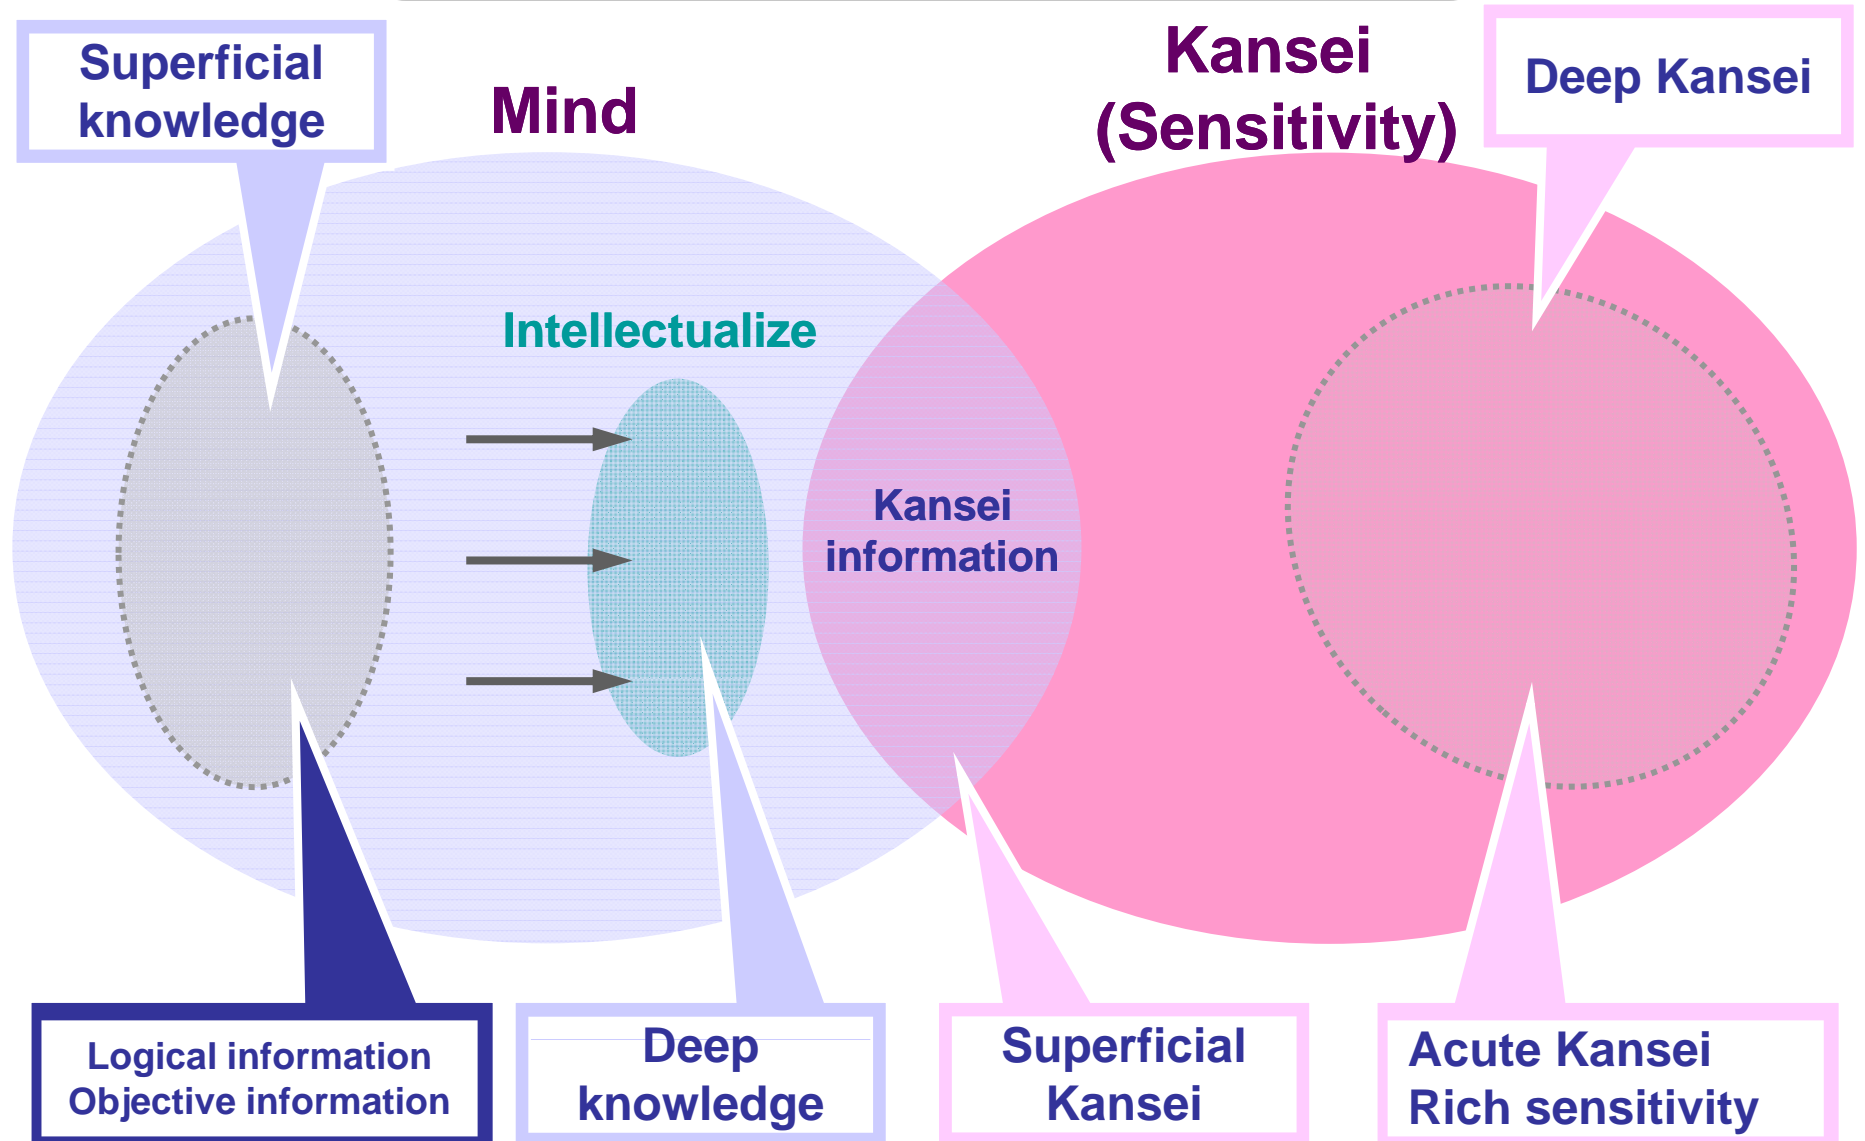 Superficial
knowledge
Mind
Kansei
(Sensitivity)
Deep Kansei
Intellectualize
Kansei
information
Logical information
Objective information
Deep
knowledge
Superficial
Kansei
Acute Kansei
Rich sensitivity